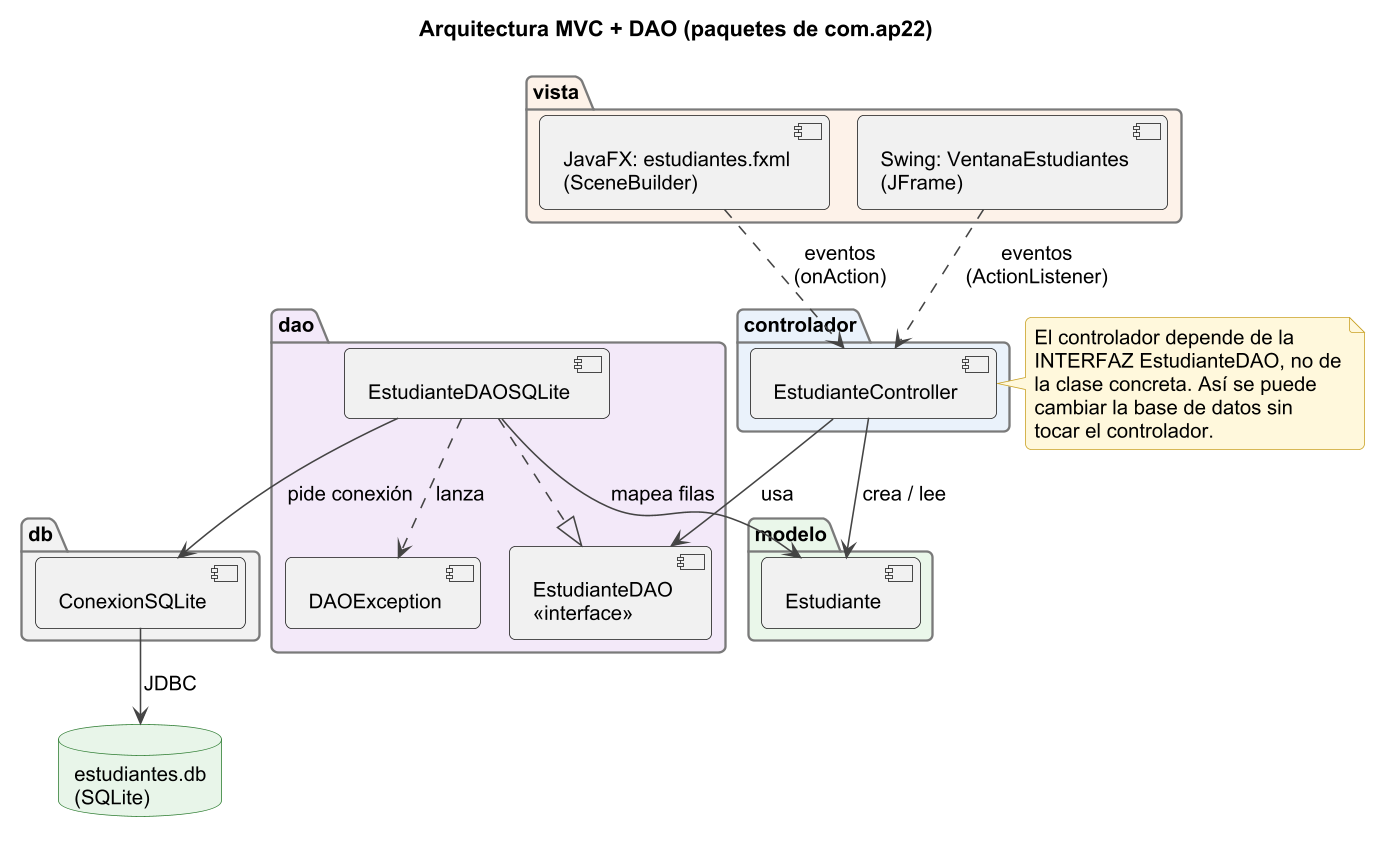 Arquitectura MVC + DAO (paquetes de com.ap22)
vista
JavaFX: estudiantes.fxml
(SceneBuilder)
Swing: VentanaEstudiantes
(JFrame)
eventos
(onAction)
eventos
(ActionListener)
dao
EstudianteDAOSQLite
controlador
EstudianteController
El controlador depende de la
INTERFAZ EstudianteDAO, no de
la clase concreta. Así se puede
cambiar la base de datos sin
tocar el controlador.
pide conexión
lanza
mapea filas
usa
crea / lee
db
ConexionSQLite
DAOException
EstudianteDAO
«interface»
modelo
Estudiante
JDBC
estudiantes.db
(SQLite)